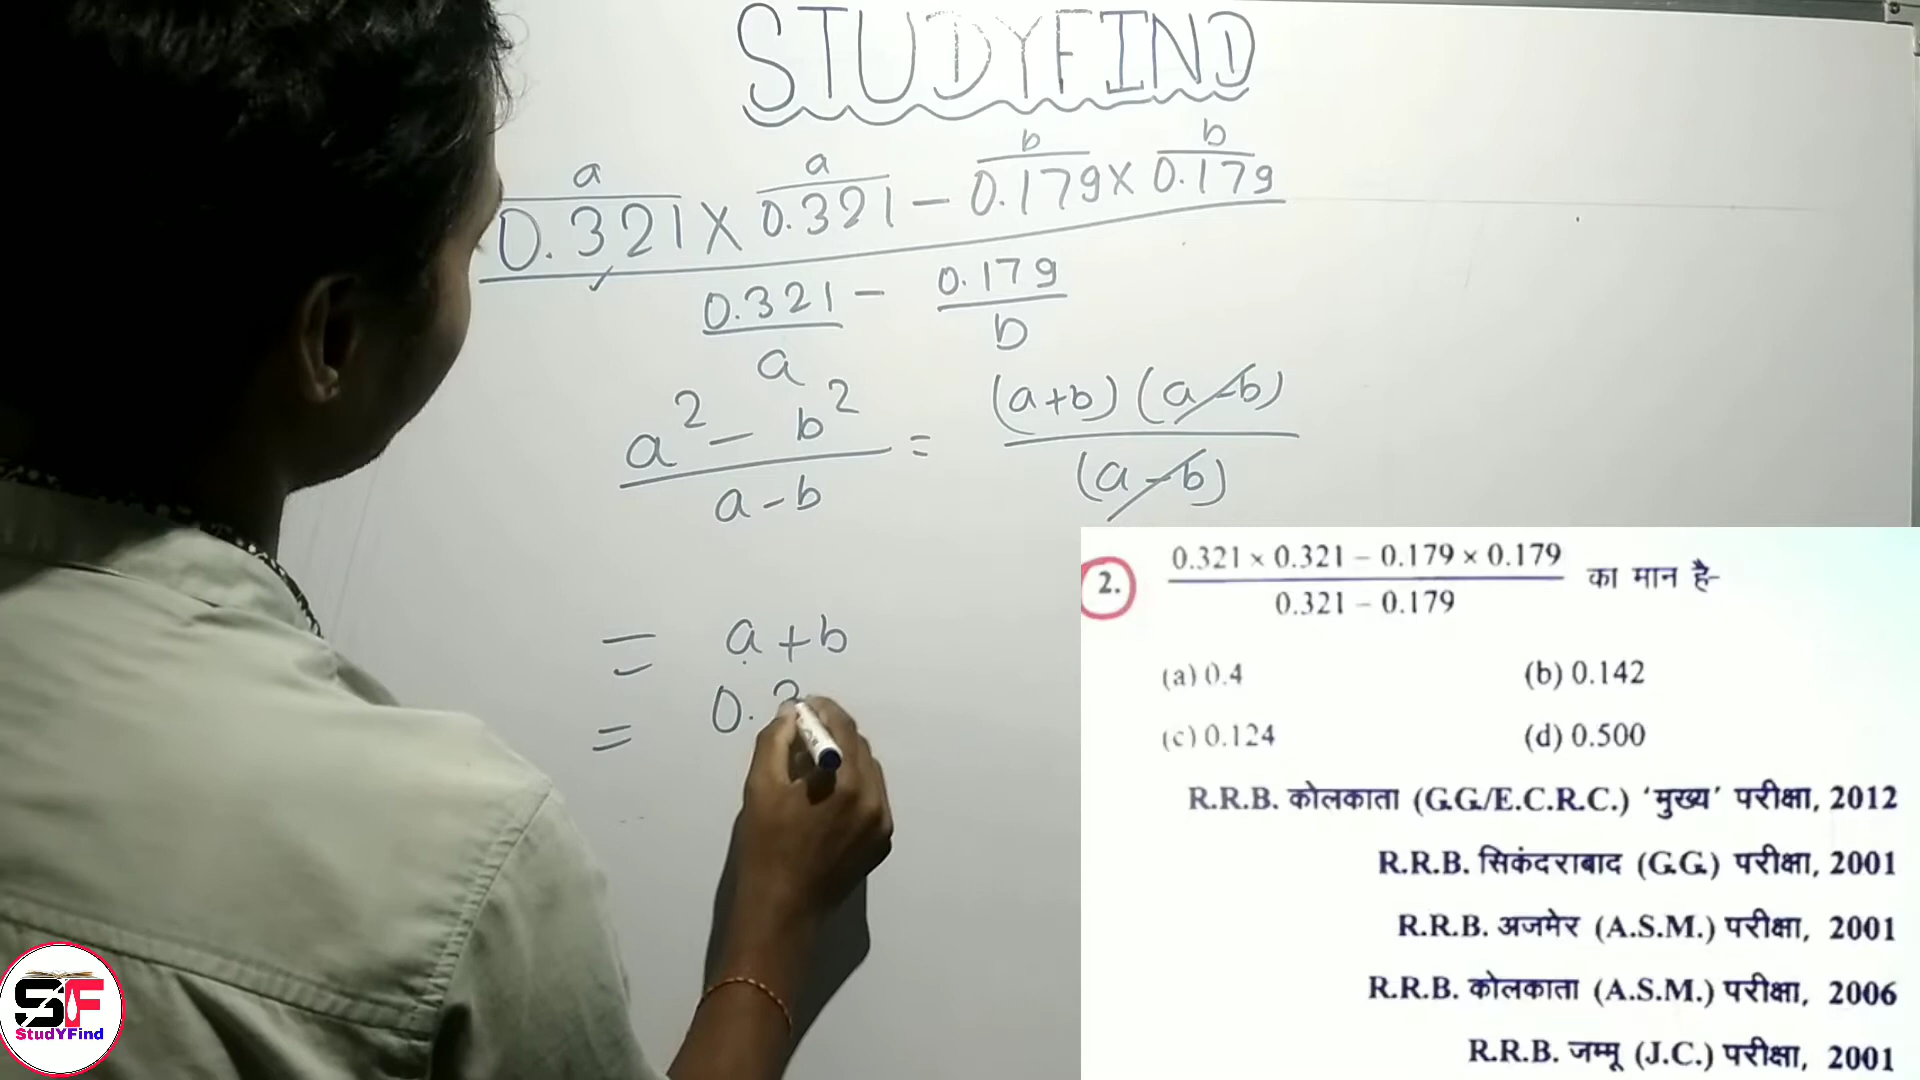 STUDYFIND
a a b b
0.321 × 0.321 − 0.179 × 0.179
0.321 − 0.179
a b
a² − b² = (a+b) (a−b)
a−b (a−b)
= a+b
= 0.3
2. 0.321 × 0.321 − 0.179 × 0.179 का मान है-
0.321 − 0.179
(a) 0.4 (b) 0.142
(c) 0.124 (d) 0.500
R.R.B. कोलकाता (G.G./E.C.R.C.) ‘मुख्य’ परीक्षा, 2012
R.R.B. सिकंदराबाद (G.G.) परीक्षा, 2001
R.R.B. अजमेर (A.S.M.) परीक्षा, 2001
R.R.B. कोलकाता (A.S.M.) परीक्षा, 2006
R.R.B. जम्मू (J.C.) परीक्षा, 2001
SF
StudYFind